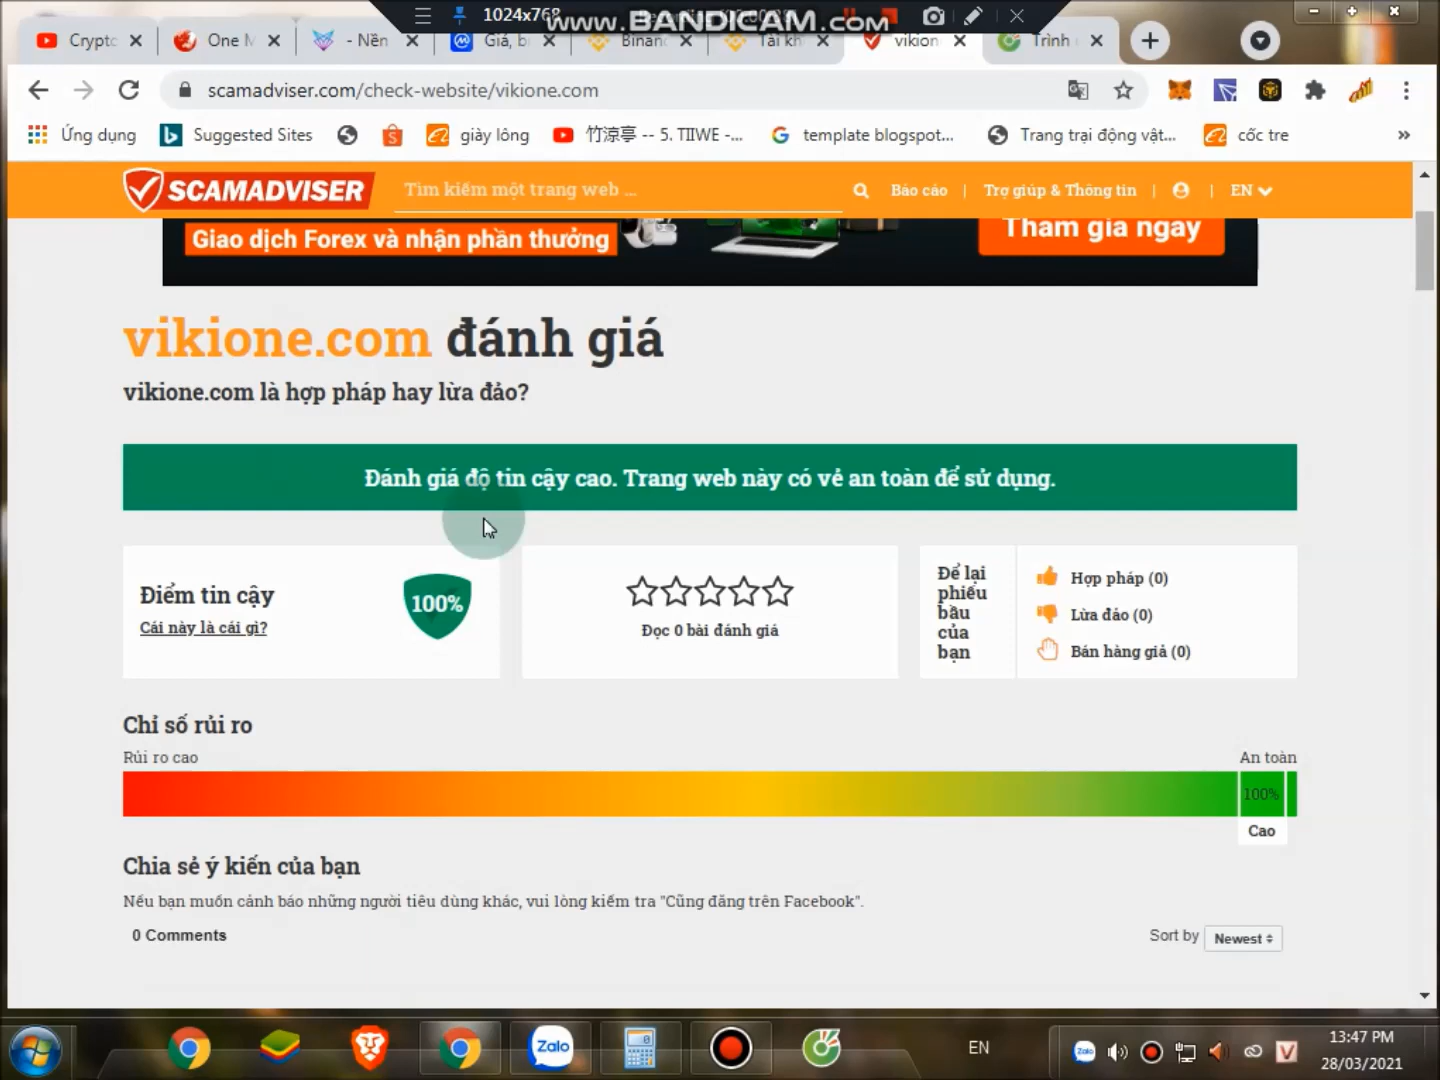 1024x768
www.BANDICAM.com
Crypto
One M
- Nền
Giá, b
Binan
Tài kh
vikion
Trình
scamadviser.com/check-website/vikione.com
Ứng dụng
Suggested Sites
giày lông
竹涼亭 -- 5. TIIWE -...
template blogspot...
Trang trại động vật...
cốc tre
»
SCAMADVISER
Tìm kiếm một trang web ...
Báo cáo | Trợ giúp & Thông tin | | EN
Giao dịch Forex và nhận phần thưởng
Tham gia ngay
vikione.com đánh giá
vikione.com là hợp pháp hay lừa đảo?
Đánh giá độ tin cậy cao. Trang web này có vẻ an toàn để sử dụng.
Điểm tin cậy
Cái này là cái gì?
100%
Đọc 0 bài đánh giá
Để lại
phiếu
bầu
của
bạn
Hợp pháp (0)
Lừa đảo (0)
Bán hàng giả (0)
Chỉ số rủi ro
Rủi ro cao
An toàn
100%
Cao
Chia sẻ ý kiến của bạn
Nếu bạn muốn cảnh báo những người tiêu dùng khác, vui lòng kiểm tra "Cũng đăng trên Facebook".
0 Comments
Sort by
Newest
Zalo
EN
Zalo
V
13:47 PM
28/03/2021